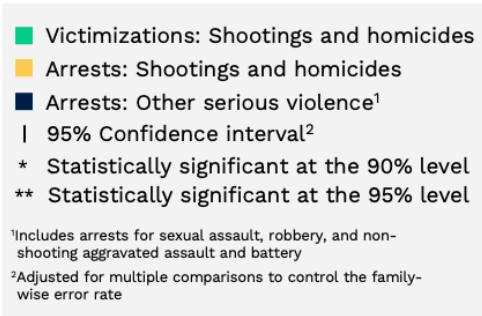 Victimizations: Shootings and homicides
Arrests: Shootings and homicides
Arrests: Other serious violence¹
| 95% Confidence interval²
* Statistically significant at the 90% level
** Statistically significant at the 95% level
¹Includes arrests for sexual assault, robbery, and non-
shooting aggravated assault and battery
²Adjusted for multiple comparisons to control the family-
wise error rate